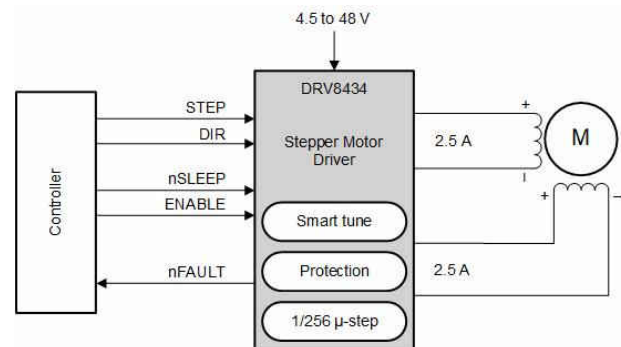 4.5 to 48 V
DRV8434
Stepper Motor
Driver
Controller
STEP
DIR
nSLEEP
ENABLE
nFAULT
Smart tune
Protection
1/256 µ-step
2.5 A
2.5 A
+
–
+
–
M